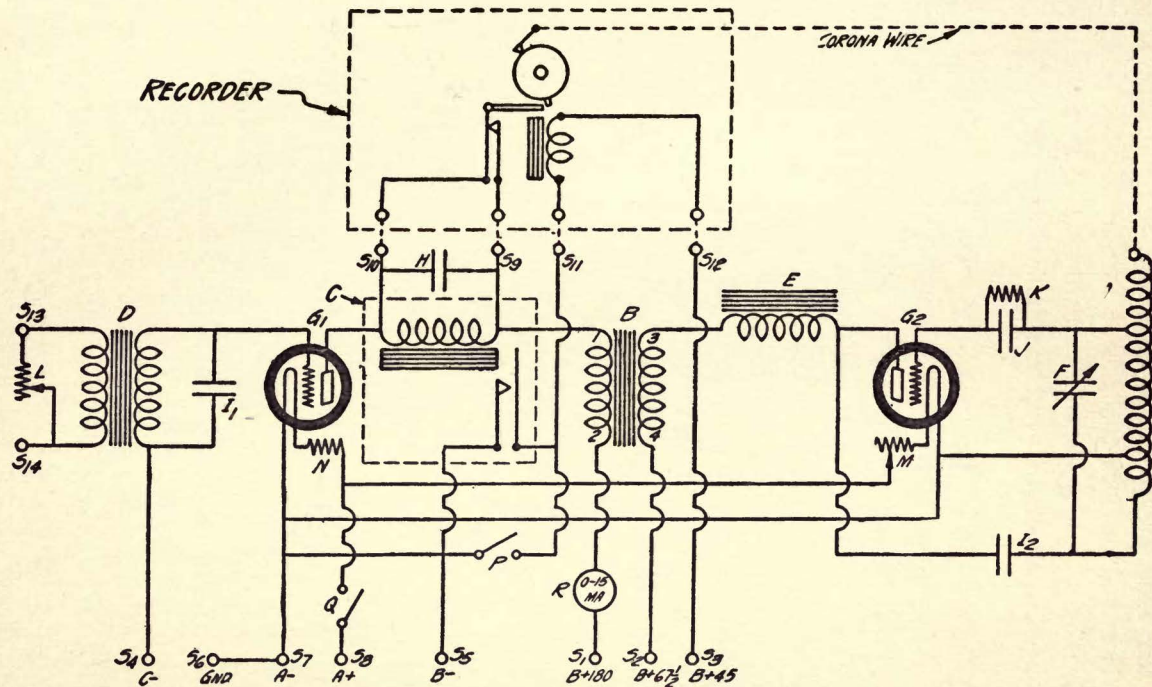 CORONA WIRE
RECORDER
S10 H S9 S11 S12
C E
S13 D G1 B G2 K
1 3 J
L I1 F
S14 2 4
N M
P I2
Q R 0-15
MA
S4 S6 S7 S8 S5 S1 S2 S3
C- GND A- A+ B- B+180 B+67½ B+45